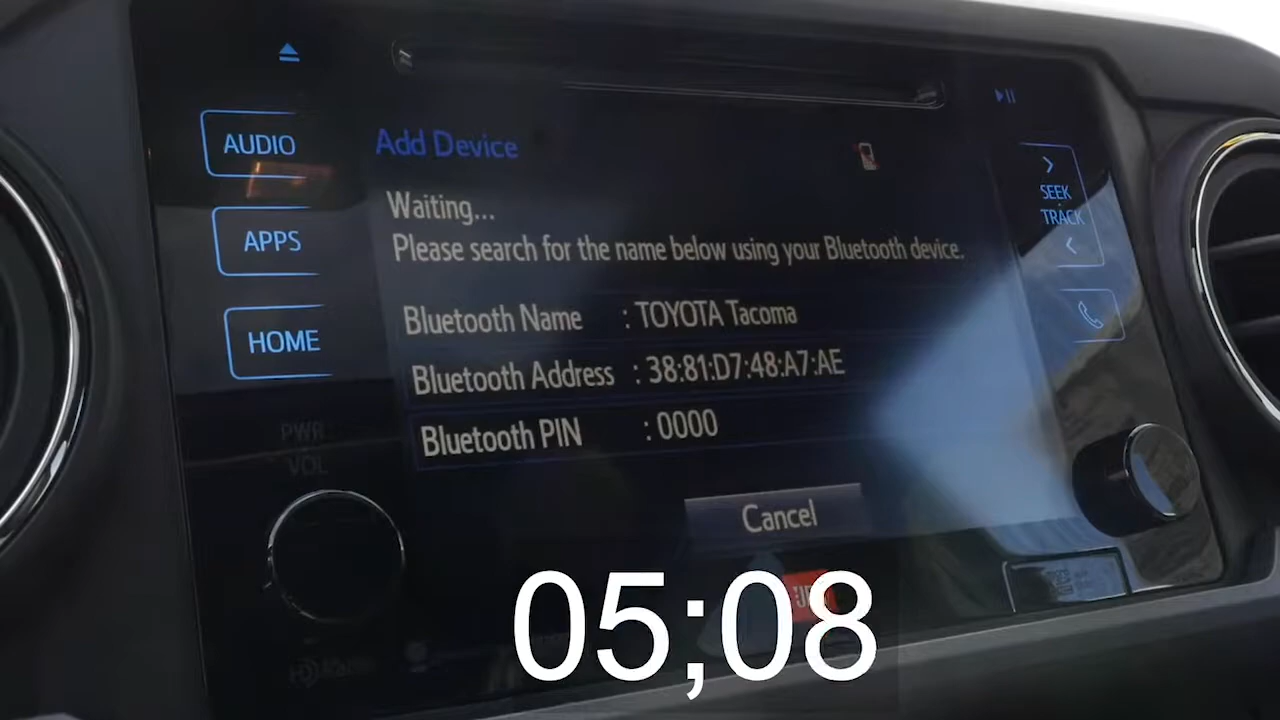 AUDIO
Add Device
Waiting...
Please search for the name below using your Bluetooth device.
SEEK
TRACK
APPS
Bluetooth Name : TOYOTA Tacoma
HOME
Bluetooth Address : 38:81:D7:48:A7:AE
Bluetooth PIN : 0000
PWR
VOL
Cancel
JBL
05;08